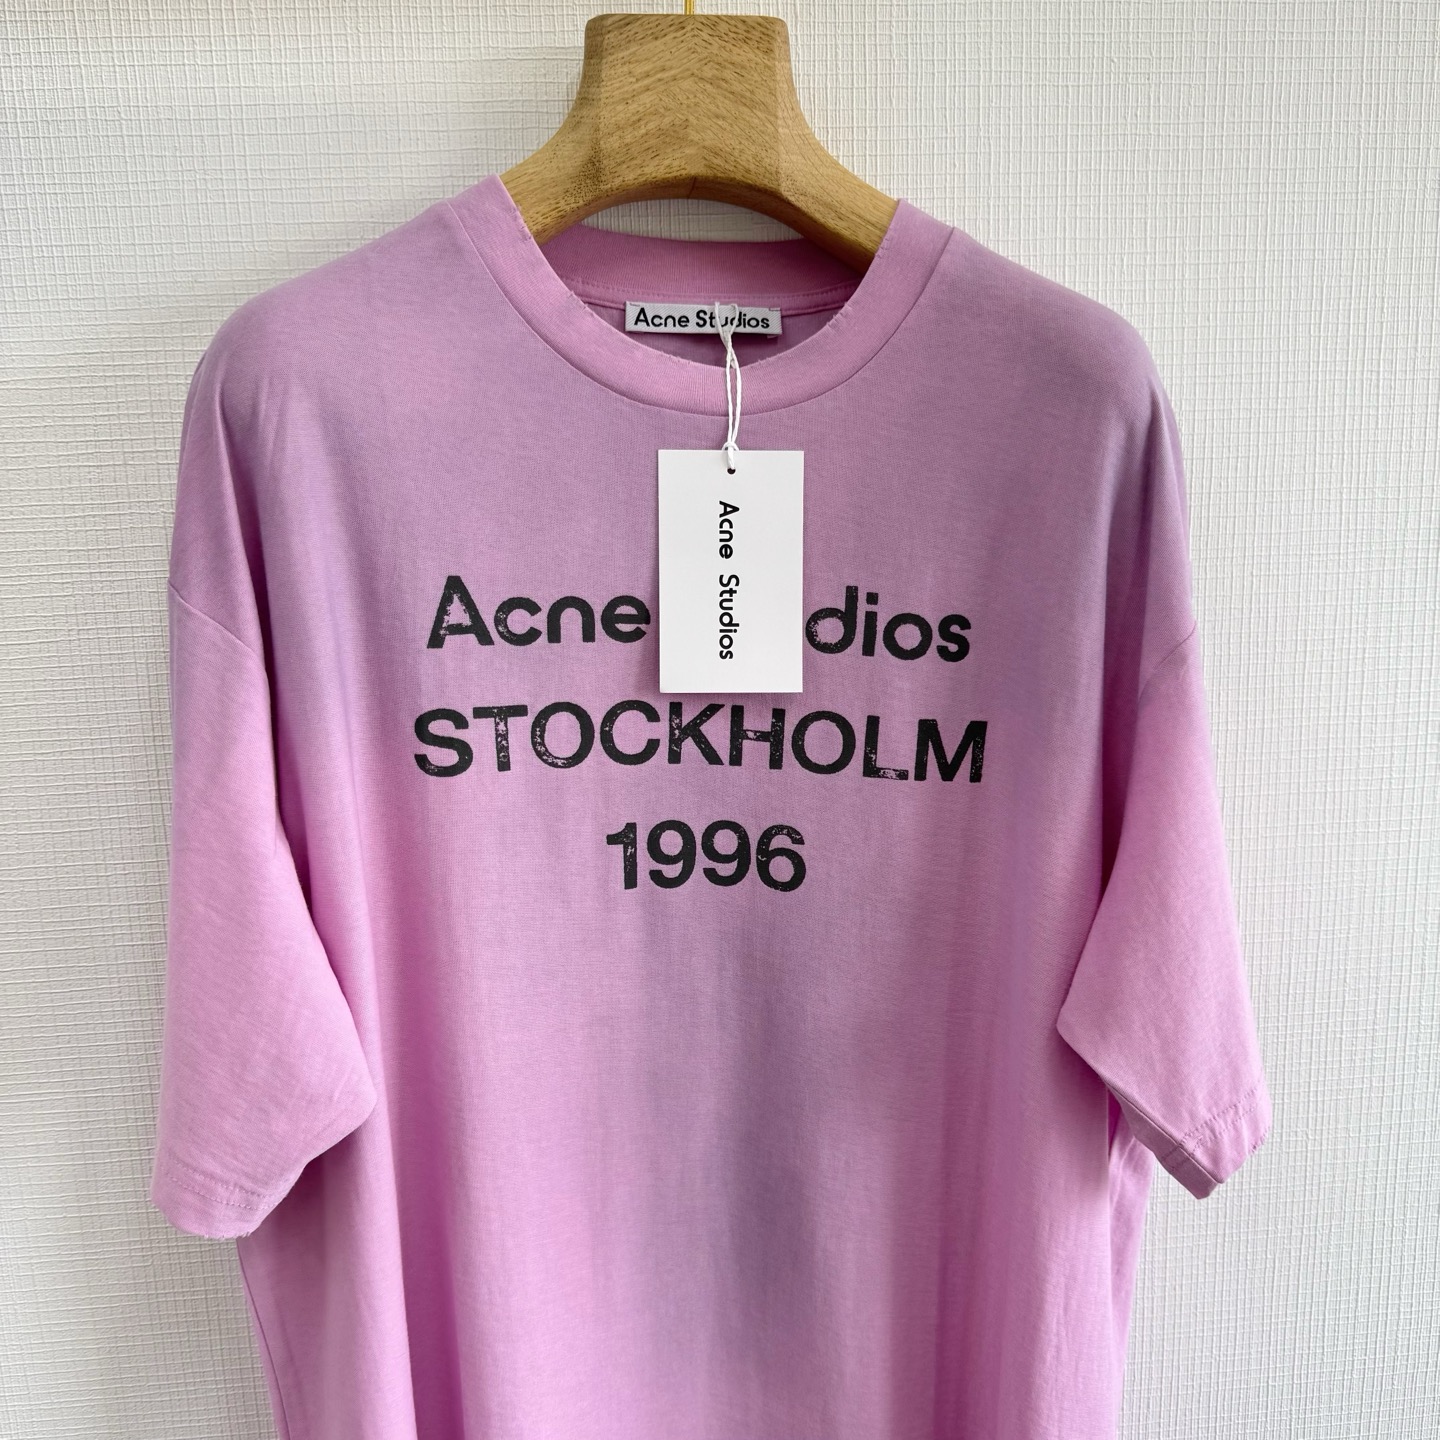 Acne Studios
Acne Studios
Acne dios
STOCKHOLM
1996